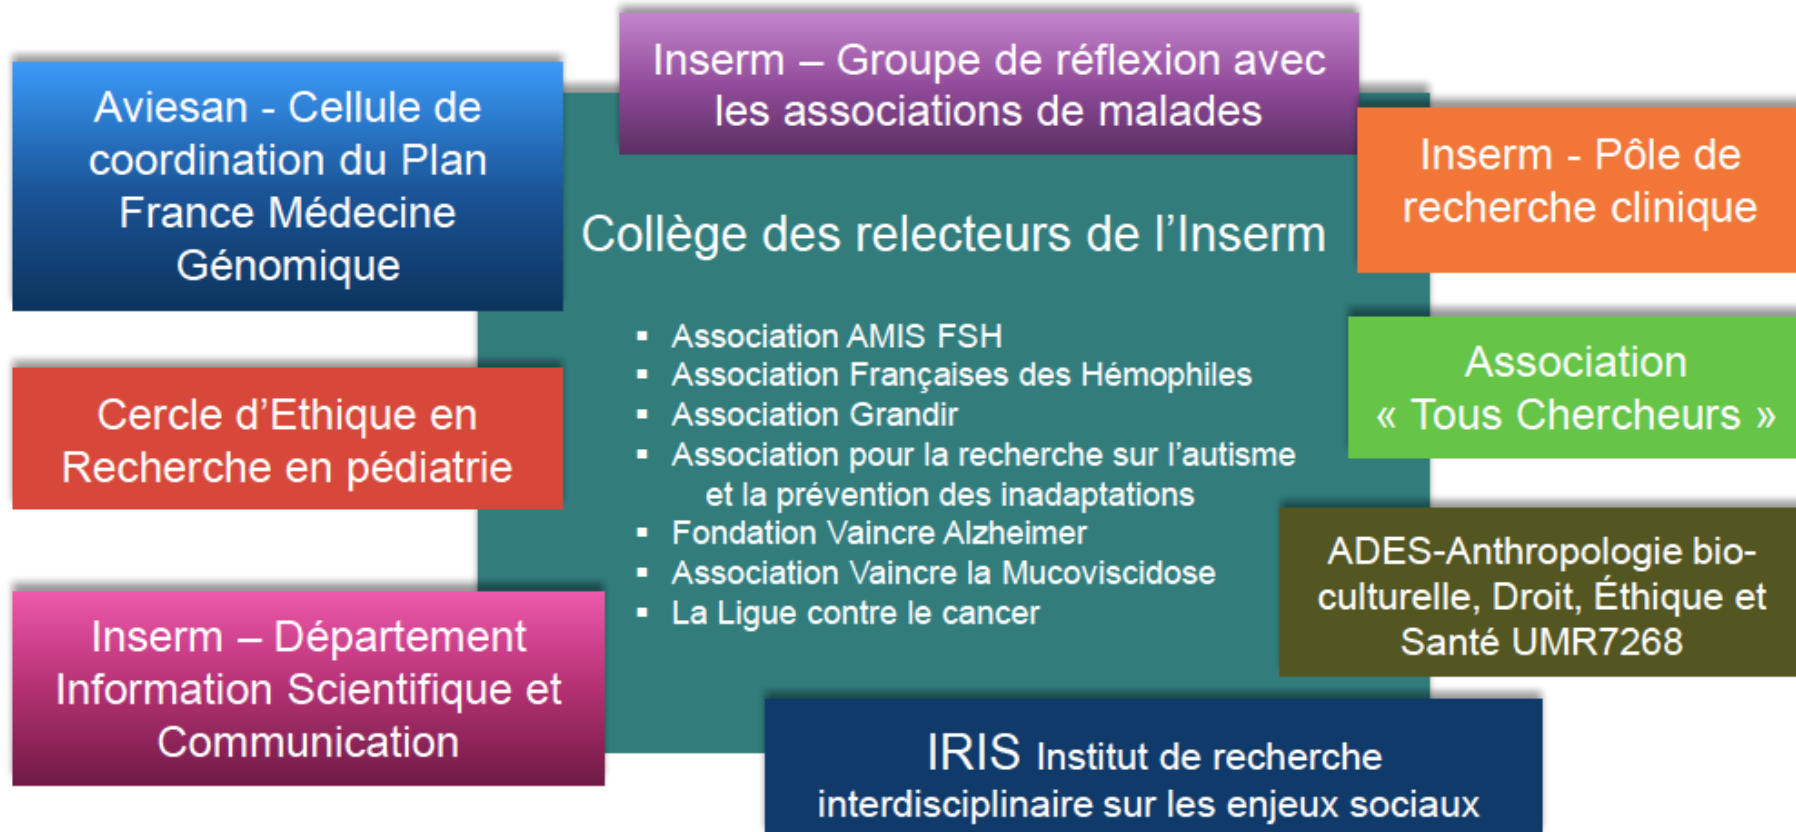 Inserm – Groupe de réflexion avec
les associations de malades
Aviesan - Cellule de
coordination du Plan
France Médecine
Génomique
Inserm - Pôle de
recherche clinique
Collège des relecteurs de l’Inserm
▪ Association AMIS FSH
▪ Association Françaises des Hémophiles
▪ Association Grandir
▪ Association pour la recherche sur l’autisme
et la prévention des inadaptations
▪ Fondation Vaincre Alzheimer
▪ Association Vaincre la Mucoviscidose
▪ La Ligue contre le cancer
Association
« Tous Chercheurs »
Cercle d’Ethique en
Recherche en pédiatrie
ADES-Anthropologie bio-
culturelle, Droit, Éthique et
Santé UMR7268
Inserm – Département
Information Scientifique et
Communication
IRIS Institut de recherche
interdisciplinaire sur les enjeux sociaux